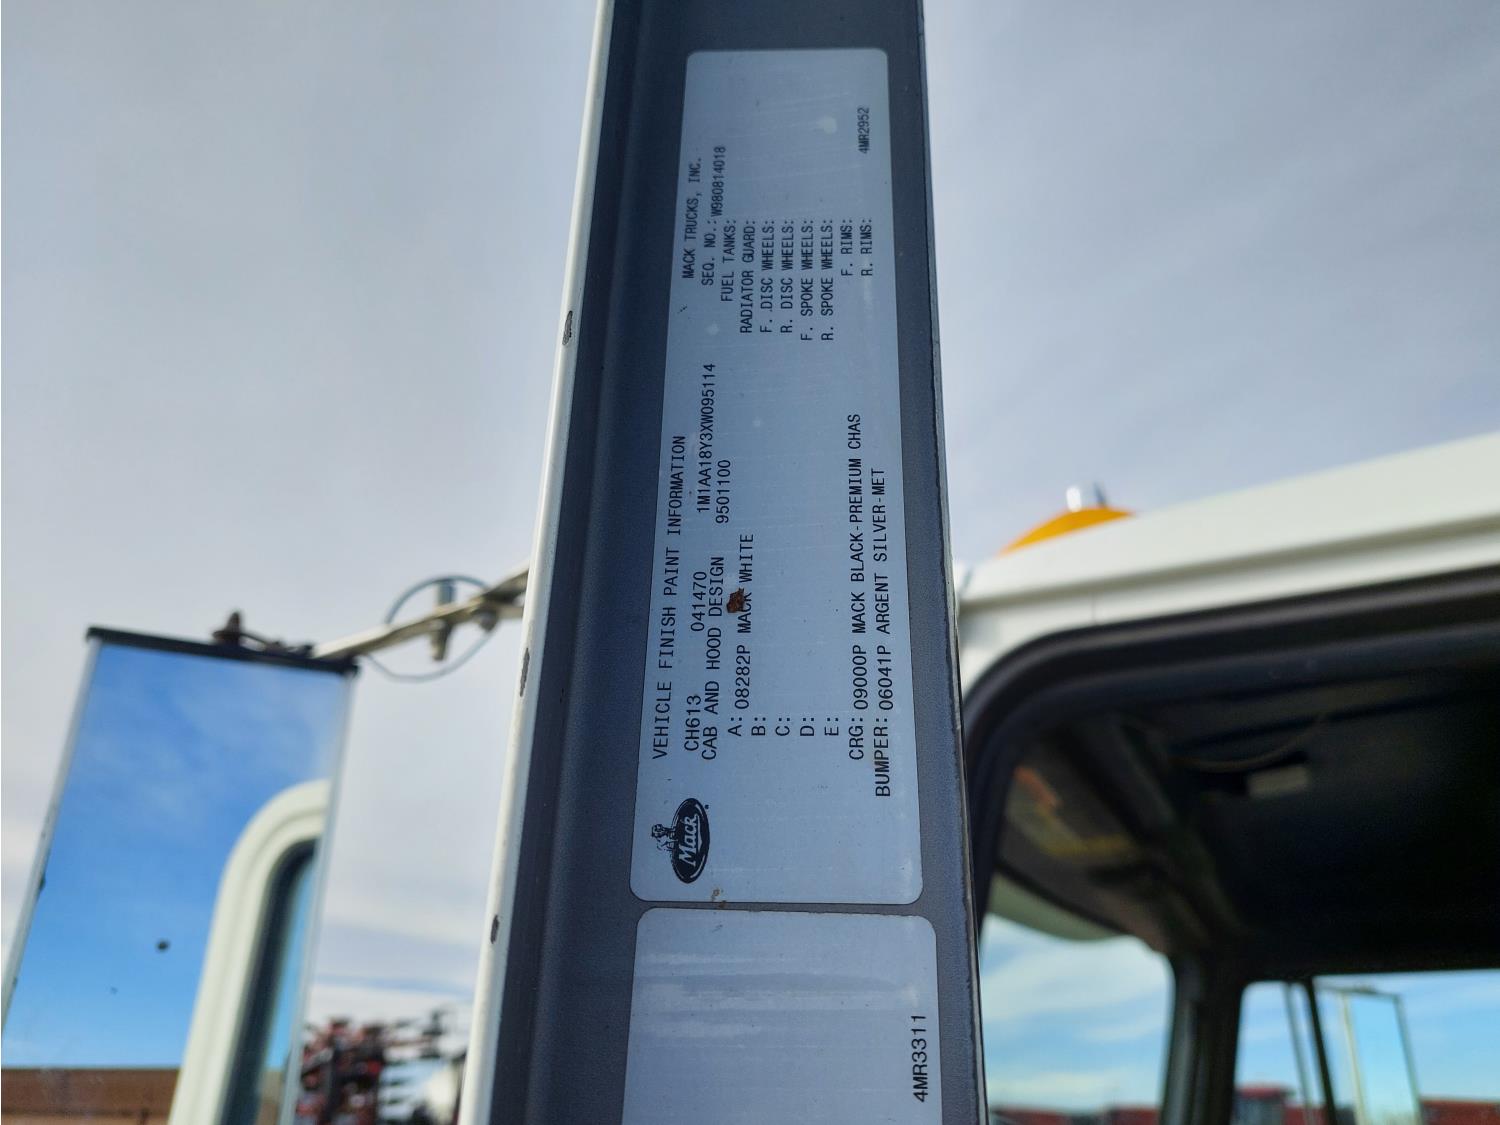 Mack
VEHICLE FINISH PAINT INFORMATION
MACK TRUCKS, INC.
CH613 041470 1M1AA18Y3XW095114 SEQ. NO.: W980814018
CAB AND HOOD DESIGN 9501100 FUEL TANKS:
A: 08282P MACK WHITE RADIATOR GUARD:
B: F. DISC WHEELS:
C: R. DISC WHEELS:
D: F. SPOKE WHEELS:
E: R. SPOKE WHEELS:
CRG: 09000P MACK BLACK-PREMIUM CHAS F. RIMS:
BUMPER: 06041P ARGENT SILVER-MET R. RIMS:
4MR2952
4MR3311